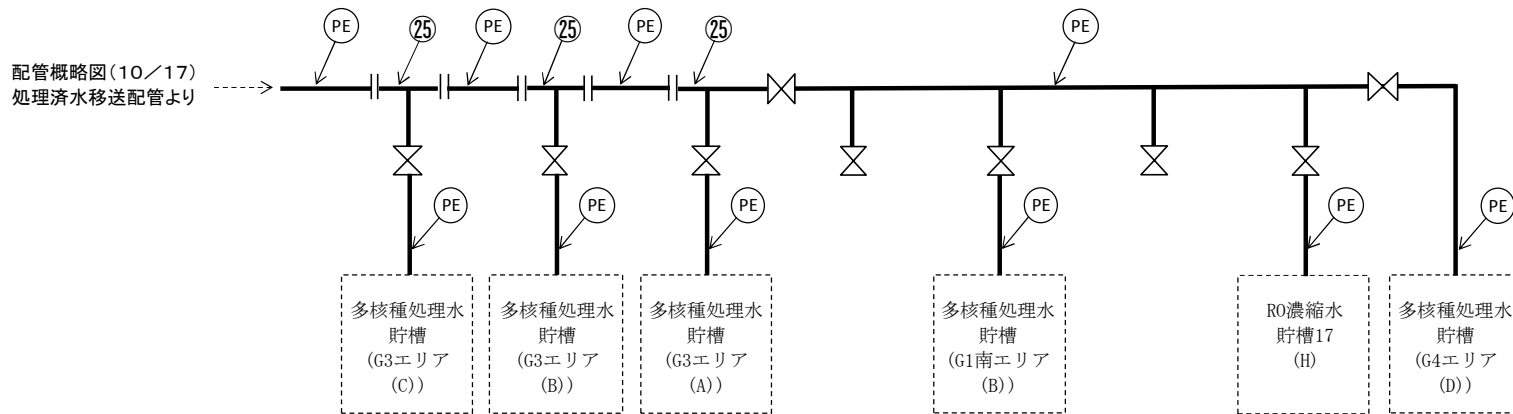 PE
㉕
PE
㉕
PE
㉕
PE
配管概略図(10/17)
処理済水移送配管より
PE
PE
PE
PE
PE
PE
多核種処理水
貯槽
(G3エリア
(C))
多核種処理水
貯槽
(G3エリア
(B))
多核種処理水
貯槽
(G3エリア
(A))
多核種処理水
貯槽
(G1南エリア
(B))
RO濃縮水
貯槽17
(H)
多核種処理水
貯槽
(G4エリア
(D))